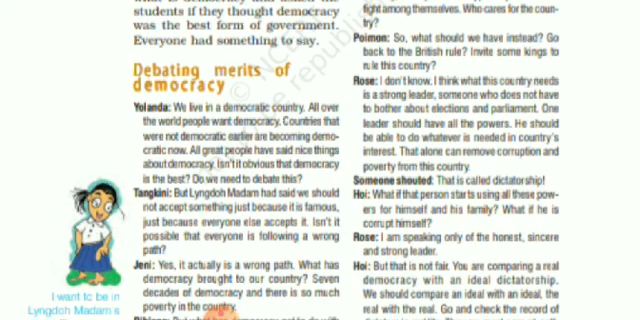 students if they thought democracy
was the best form of government.
Everyone had something to say.
Debating merits of
democracy
Yolanda: We live in a democratic country. All over
the world people want democracy. Countries that
were not democratic earlier are becoming demo-
cratic now. All great people have said nice things
about democracy. Isn't it obvious that democracy
is the best? Do we need to debate this?
Tangkini: But Lyngdoh Madam had said we should
not accept something just because it is famous,
just because everyone else accepts it. Isn't it
possible that everyone is following a wrong
path?
Jeni: Yes, it actually is a wrong path. What has
democracy brought to our country? Seven
decades of democracy and there is so much
poverty in the country.
I want to be in
Lyngdoh Madam's
fight among themselves. Who cares for the coun-
try?
Poimon: So, what should we have instead? Go
back to the British rule? Invite some kings to
rule this country?
Rose: I don't know. I think what this country needs
is a strong leader, someone who does not have
to bother about elections and parliament. One
leader should have all the powers. He should
be able to do whatever is needed in country's
interest. That alone can remove corruption and
poverty from this country.
Someone shouted: That is called dictatorship!
Hoi: What if that person starts using all these pow-
ers for himself and his family? What if he is
corrupt himself?
Rose: I am speaking only of the honest, sincere
and strong leader.
Hoi: But that is not fair. You are comparing a real
democracy with an ideal dictatorship.
We should compare an ideal with an ideal, the
real with the real. Go and check the record of